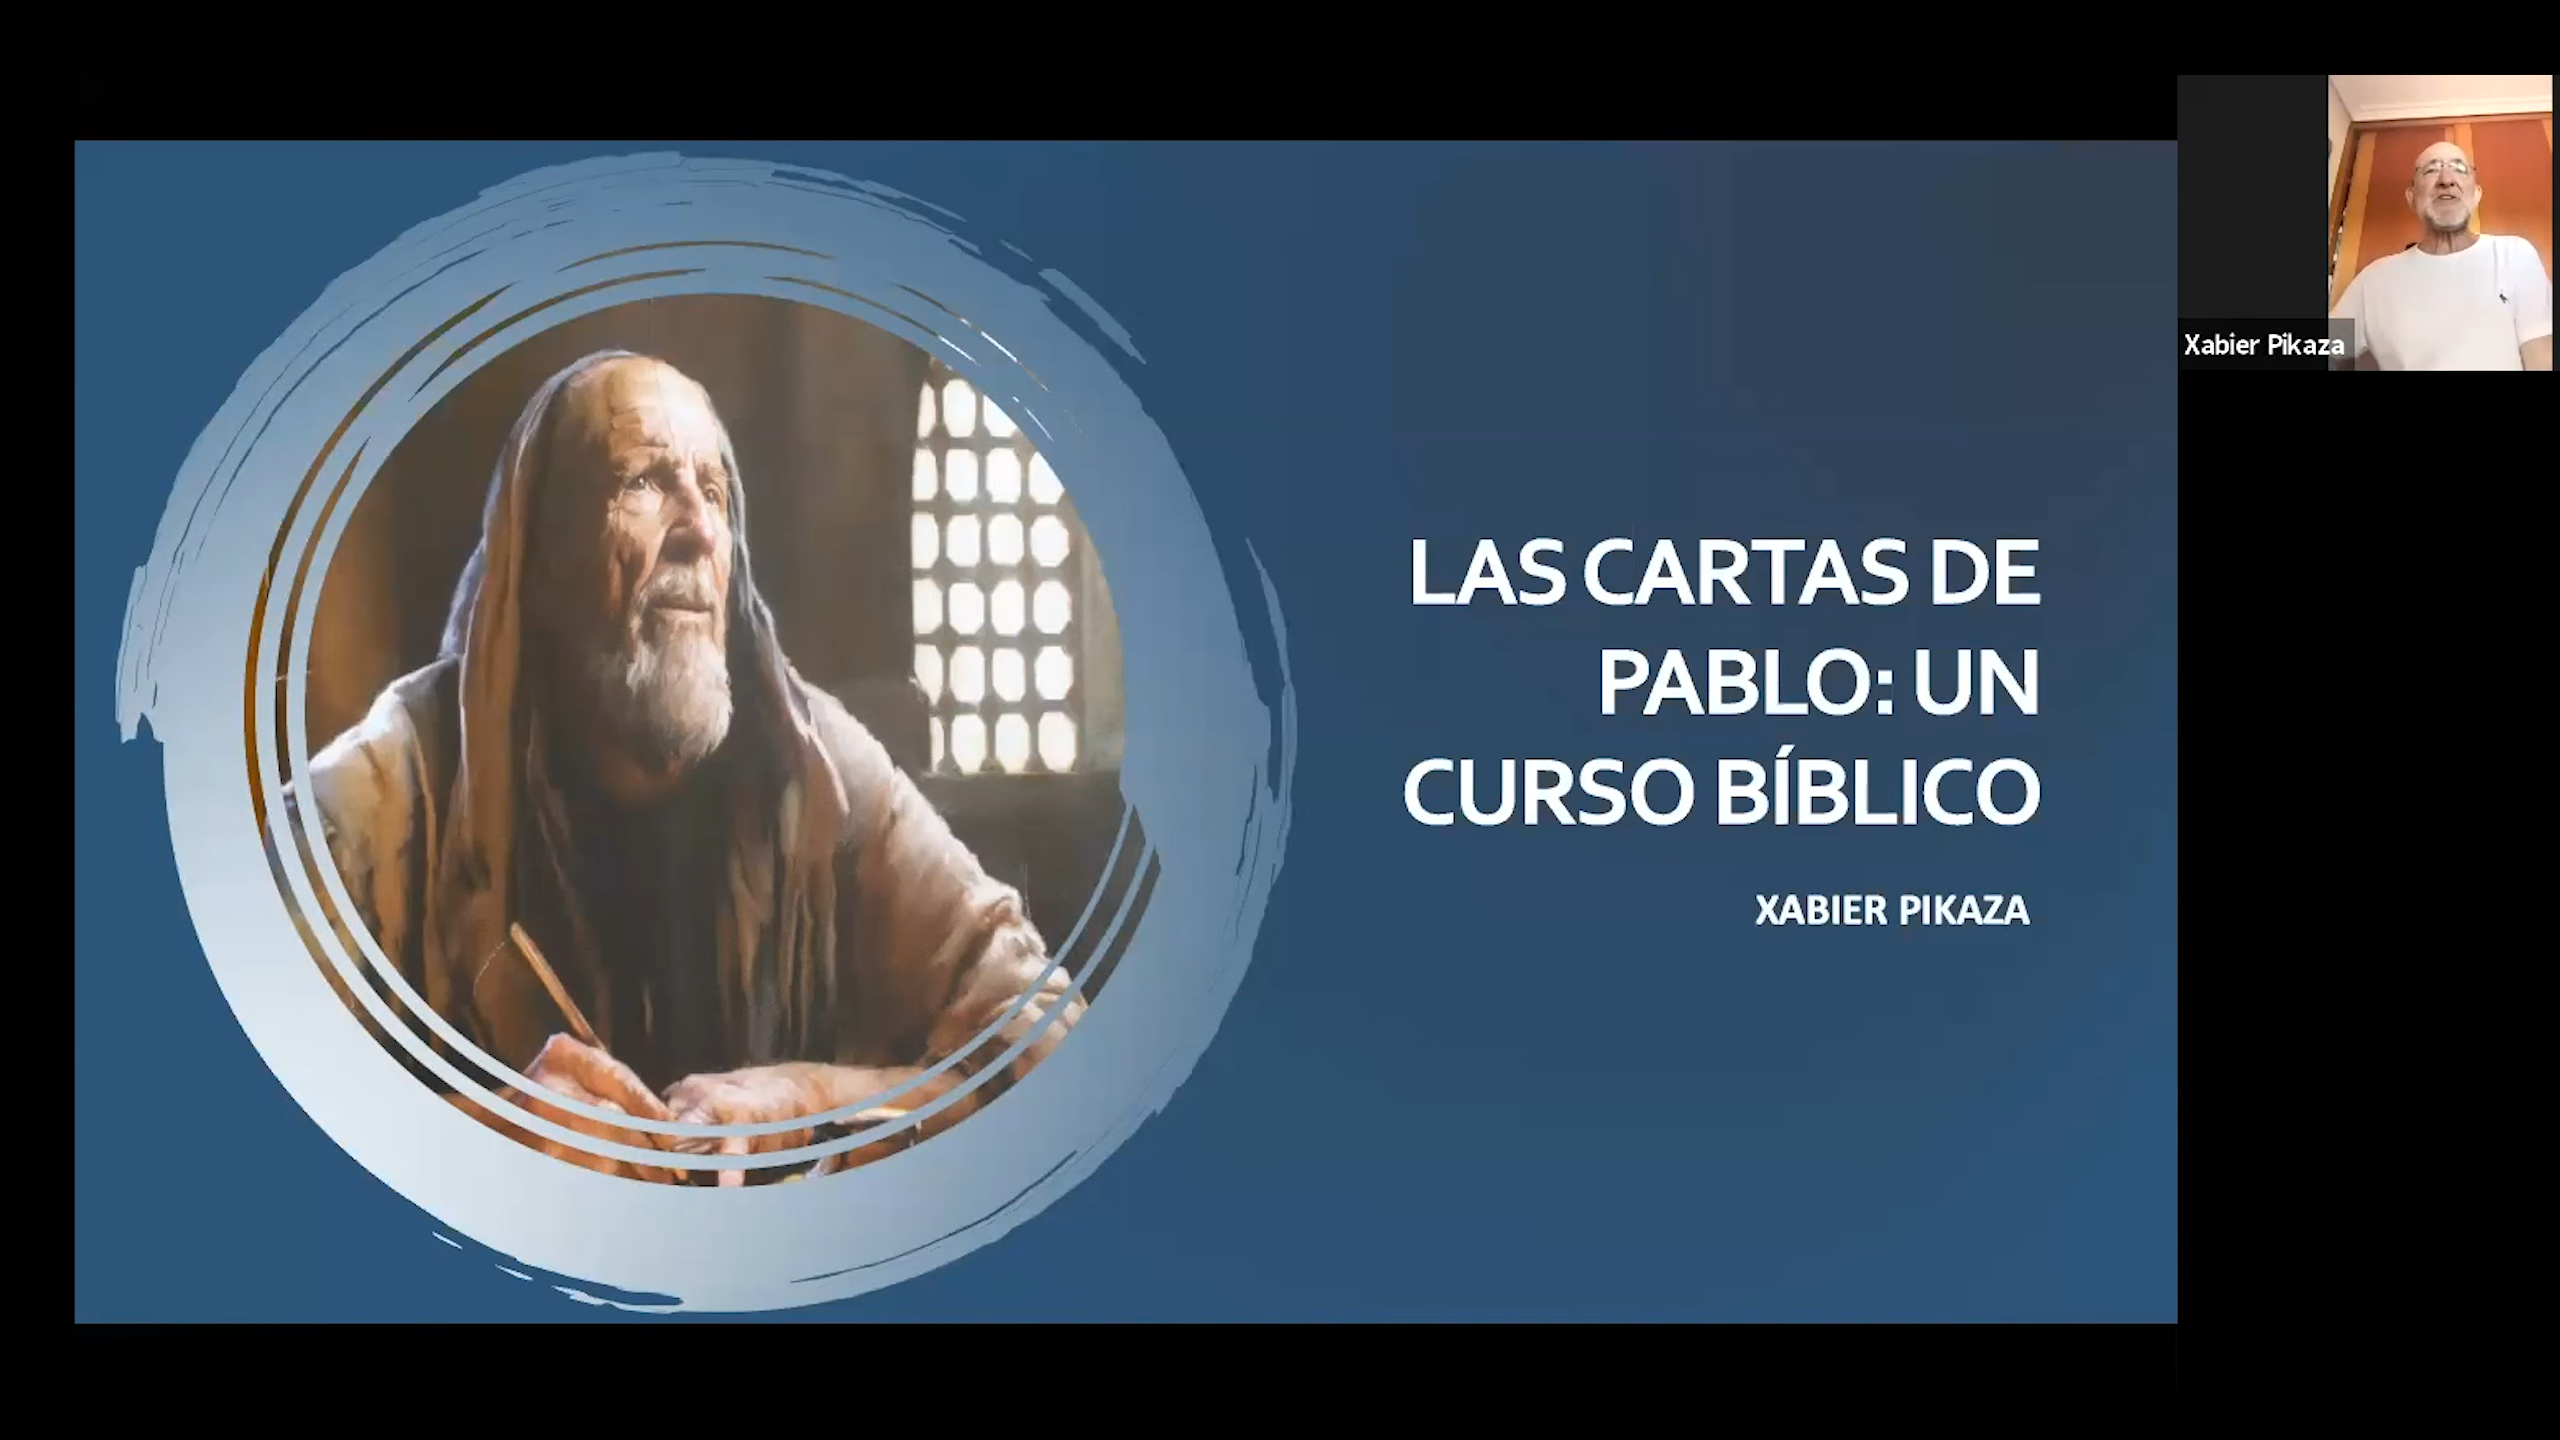 LAS CARTAS DE
PABLO: UN
CURSO BÍBLICO
XABIER PIKAZA
Xabier Pikaza